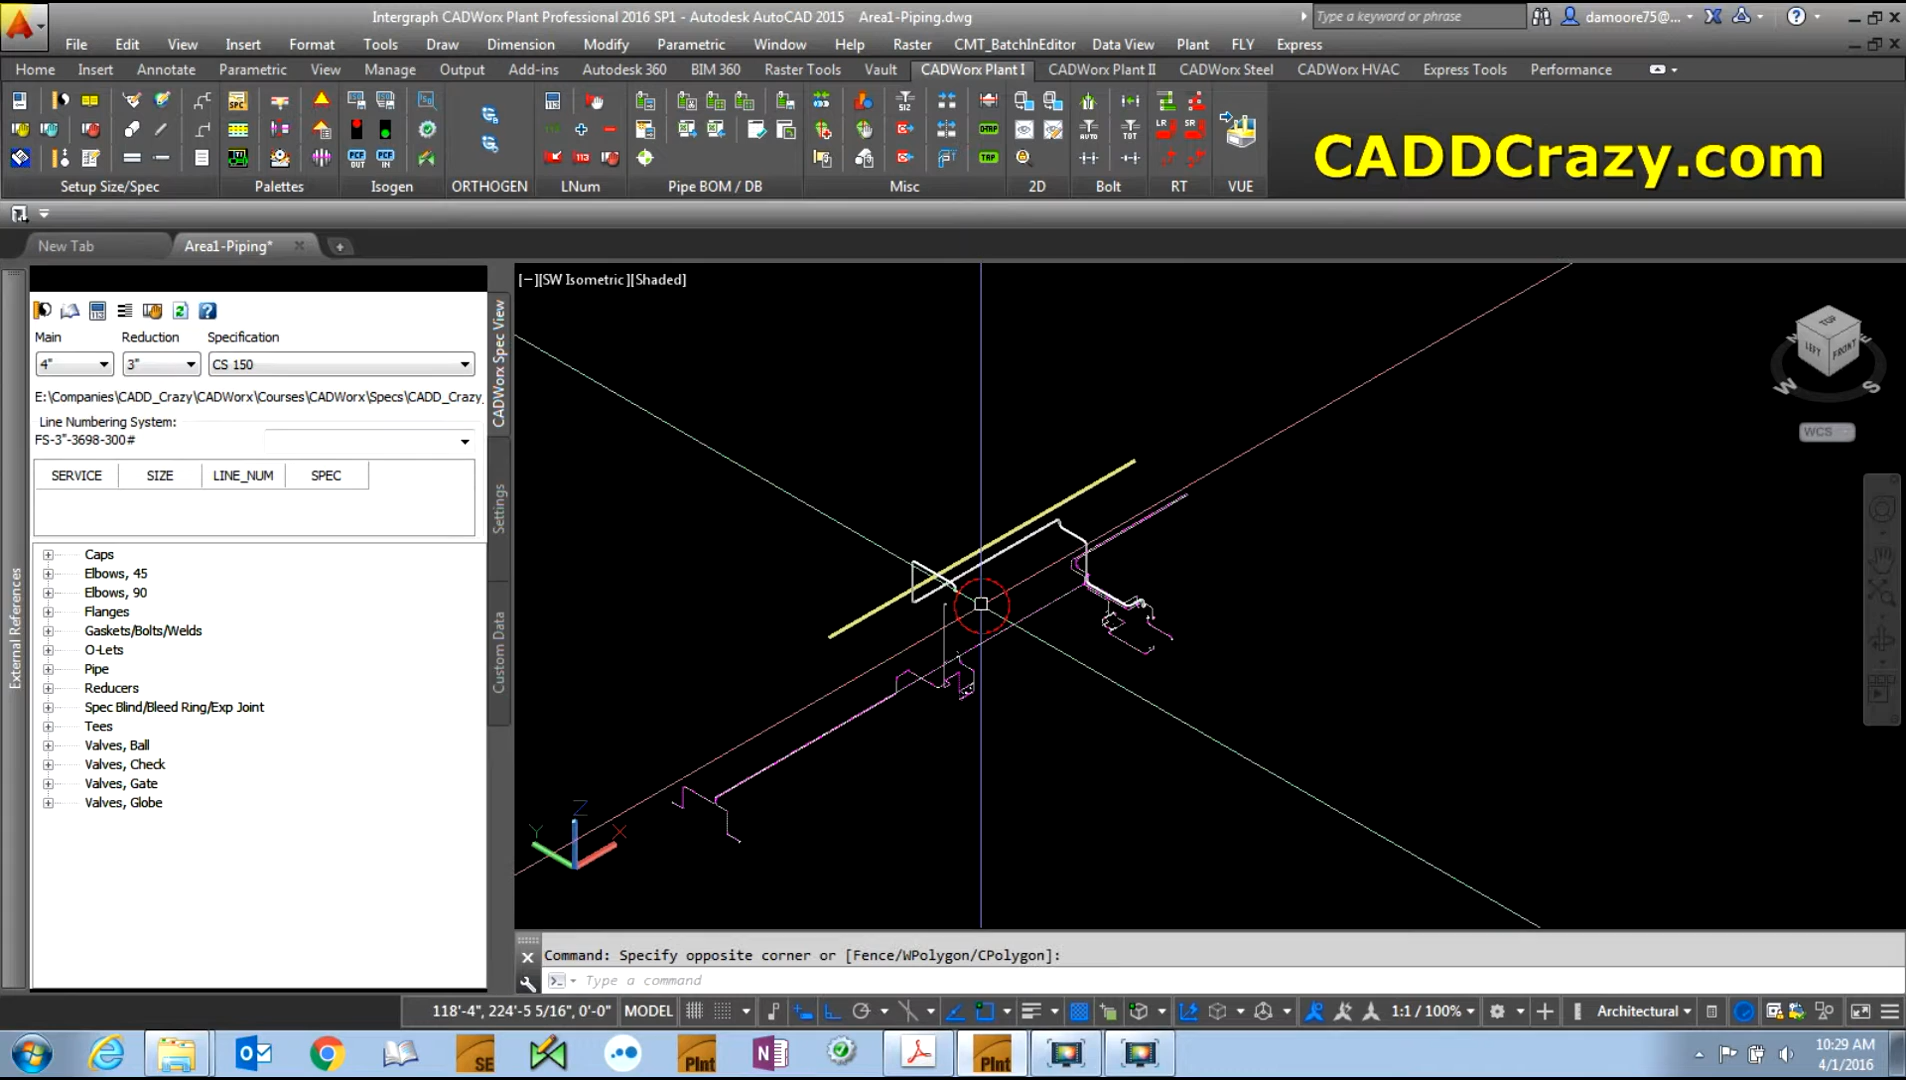 Intergraph CADWorx Plant Professional 2016 SP1 - Autodesk AutoCAD 2015 Area1-Piping.dwg
Type a keyword or phrase
damoore75@...
File Edit View Insert Format Tools Draw Dimension Modify Parametric Window Help Raster CMT_BatchInEditor Data View Plant FLY Express
Home Insert Annotate Parametric View Manage Output Add-ins Autodesk 360 BIM 360 Raster Tools Vault CADWorx Plant I CADWorx Plant II CADWorx Steel CADWorx HVAC Express Tools Performance
CADDCrazy.com
Setup Size/Spec Palettes Isogen ORTHOGEN LNum Pipe BOM / DB Misc 2D Bolt RT VUE
New Tab Area1-Piping*
[−][SW Isometric][Shaded]
Main Reduction Specification
4" 3" CS 150
E:\Companies\CADD_Crazy\CADWorx\Courses\CADWorx\Specs\CADD_Crazy_
Line Numbering System:
FS-3"-3698-300#
SERVICE SIZE LINE_NUM SPEC
Caps
Elbows, 45
Elbows, 90
Flanges
Gaskets/Bolts/Welds
O-Lets
Pipe
Reducers
Spec Blind/Bleed Ring/Exp Joint
Tees
Valves, Ball
Valves, Check
Valves, Gate
Valves, Globe
CADWorx Spec View
Settings
Custom Data
External References
TOP
LEFT
FRONT
W
S
WCS
Z
Y
X
Command: Specify opposite corner or [Fence/WPolygon/CPolygon]:
Type a command
118'-4", 224'-5 5/16", 0'-0" MODEL 1:1 / 100% Architectural
10:29 AM
4/1/2016